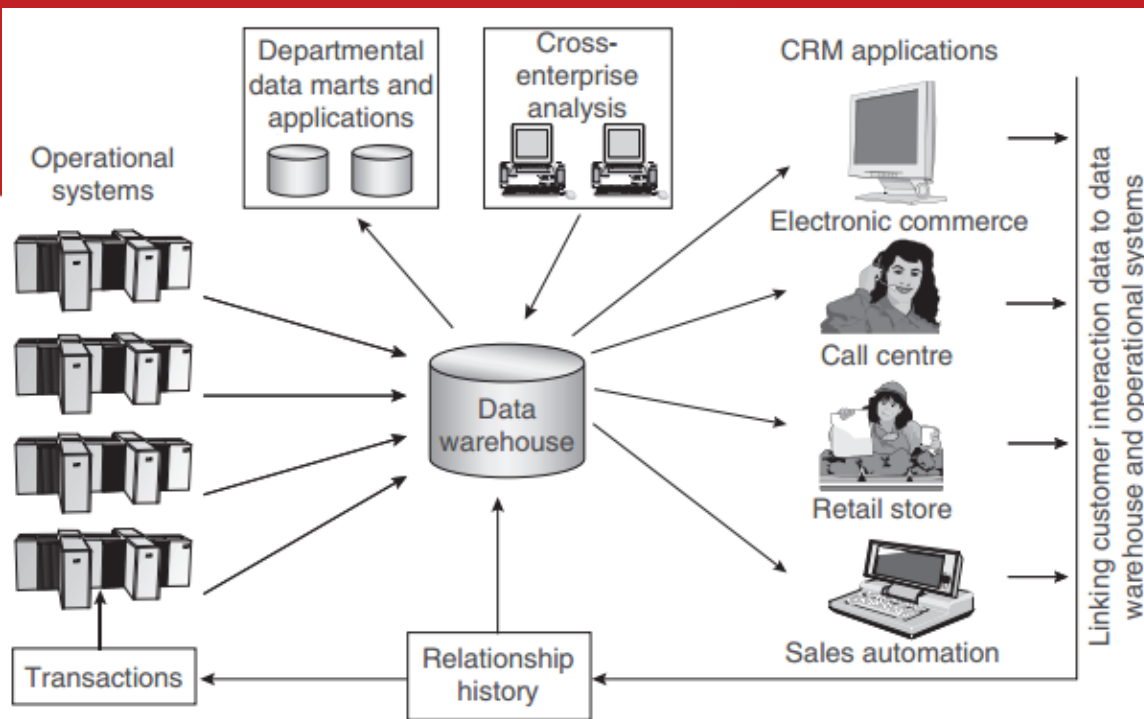 Departmental
data marts and
applications
Cross-
enterprise
analysis
CRM applications
Operational
systems
Electronic commerce
Call centre
Data
warehouse
Retail store
Sales automation
Transactions
Relationship
history
Linking customer interaction data to data
warehouse and operational systems